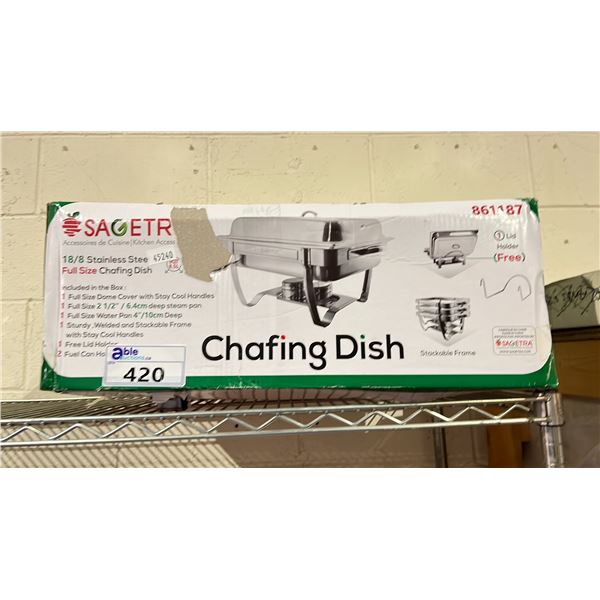 SAGETRA
Accessoires de Cuisine|Kitchen Access
18/8 Stainless Stee
Full Size Chafing Dish
45240
Included in the Box :
1 Full Size Dome Cover with Stay Cool Handles
1 Full Size 2 1/2" / 6.4cm deep steam pan
1 Full Size Water Pan 4"/10cm Deep
1 Sturdy, Welded and Stackable Frame
with Stay Cool Handles
1 Free Lid Holder
2 Fuel Can Ho
able
420
Chafing Dish
861187
1 Lid
Holder
(Free)
Stackable Frame
SAGETRA